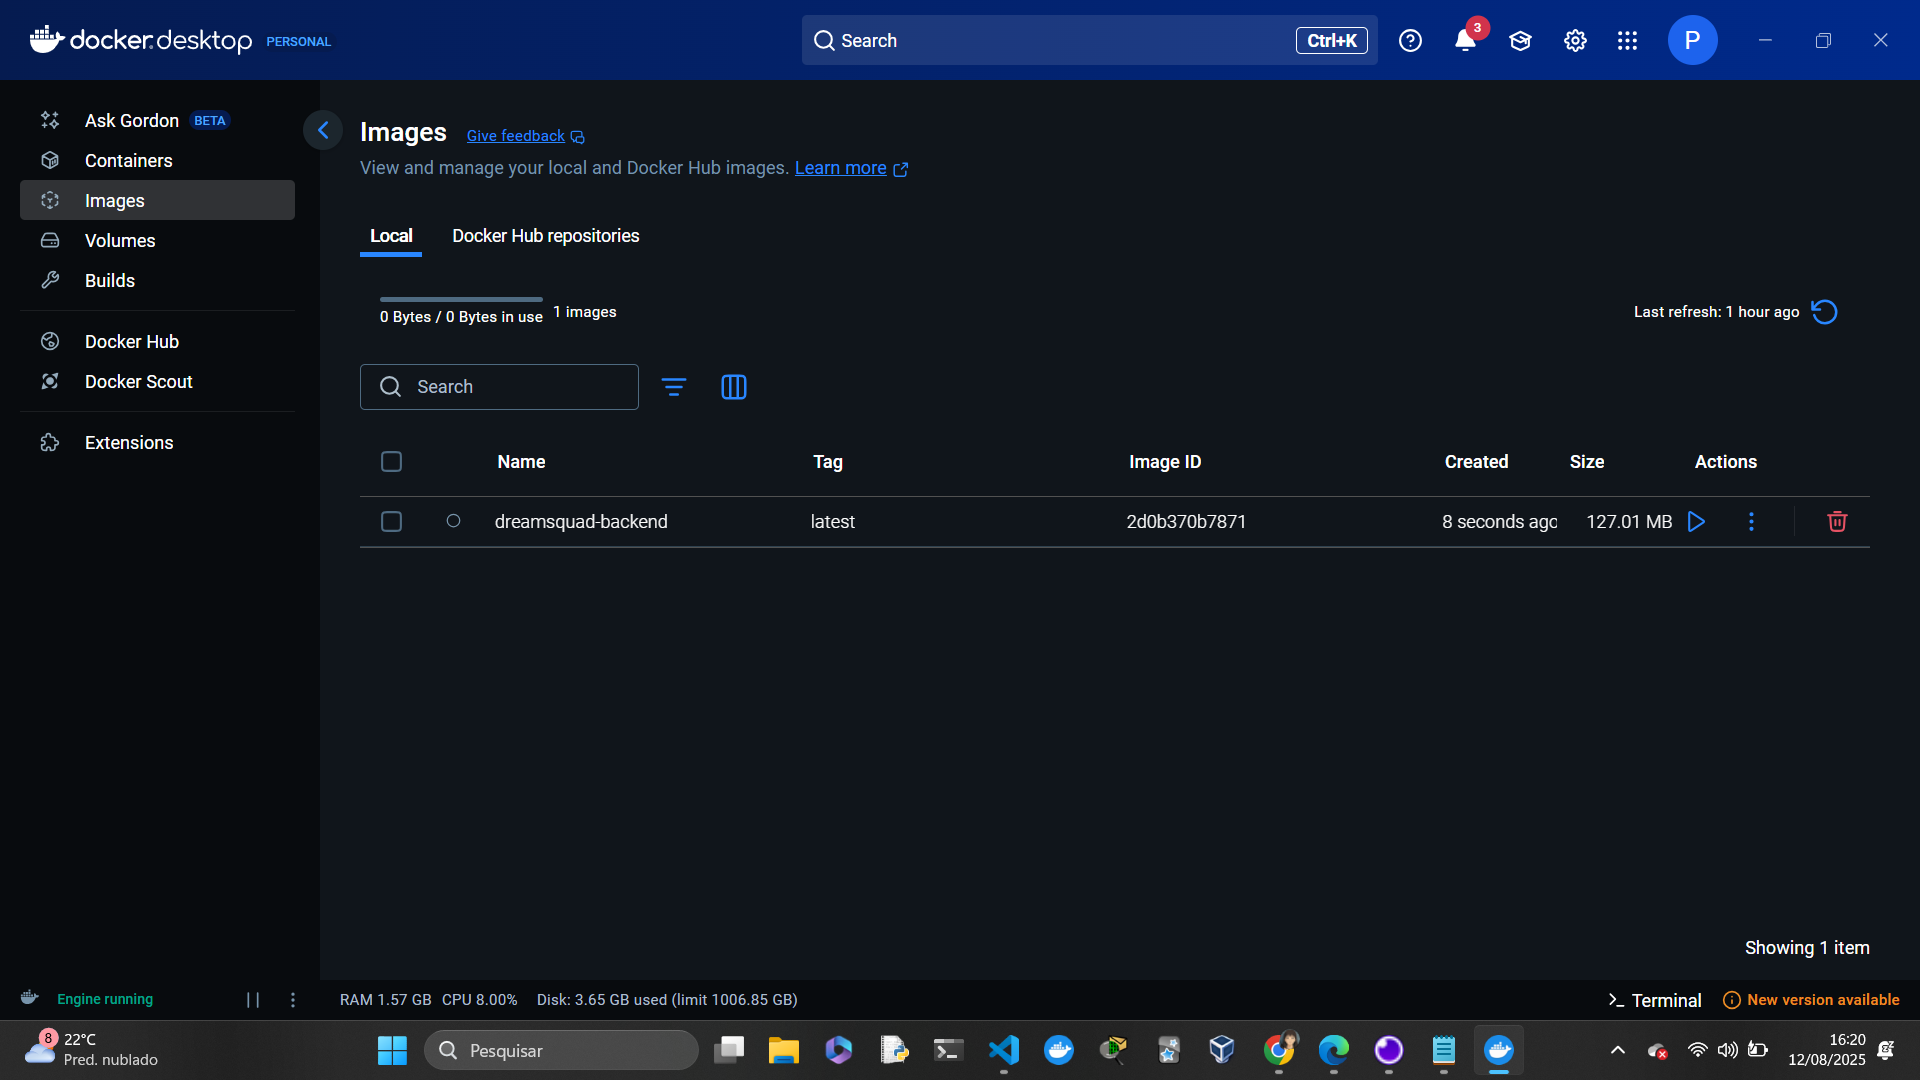 docker.desktop PERSONAL
Search Ctrl+K
3
P
Ask Gordon BETA
Containers
Images
Volumes
Builds
Docker Hub
Docker Scout
Extensions
Images Give feedback
View and manage your local and Docker Hub images. Learn more
Local Docker Hub repositories
0 Bytes / 0 Bytes in use 1 images
Last refresh: 1 hour ago
Search
Name Tag Image ID Created Size Actions
dreamsquad-backend latest 2d0b370b7871 8 seconds ago 127.01 MB
Showing 1 item
Engine running RAM 1.57 GB CPU 8.00% Disk: 3.65 GB used (limit 1006.85 GB) Terminal New version available
8 22°C
Pred. nublado
Pesquisar
16:20
12/08/2025